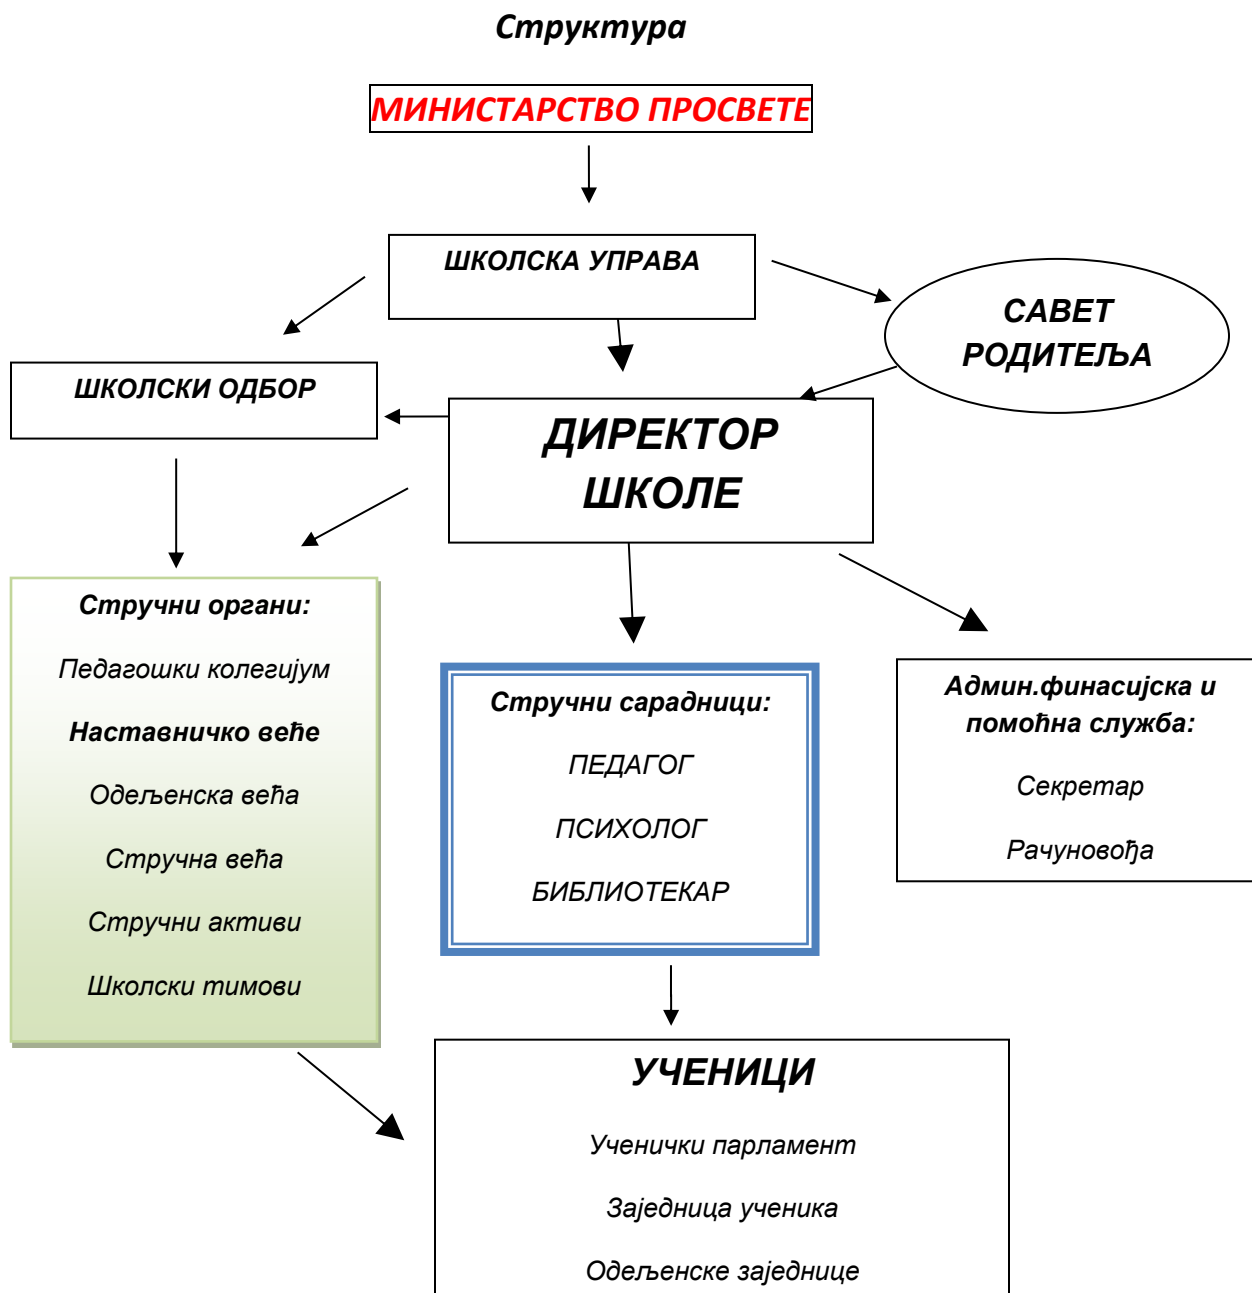 Структура
МИНИСТАРСТВО ПРОСВЕТЕ
ШКОЛСКА УПРАВА
САВЕТ
РОДИТЕЉА
ШКОЛСКИ ОДБОР
ДИРЕКТОР
ШКОЛЕ
Стручни органи:
Педагошки колегијум
Наставничко веће
Одељенска већа
Стручна већа
Стручни активи
Школски тимови
Стручни сарадници:
ПЕДАГОГ
ПСИХОЛОГ
БИБЛИОТЕКАР
Админ.финасијска и
помоћна служба:
Секретар
Рачуновођа
УЧЕНИЦИ
Ученички парламент
Заједница ученика
Одељенске заједнице